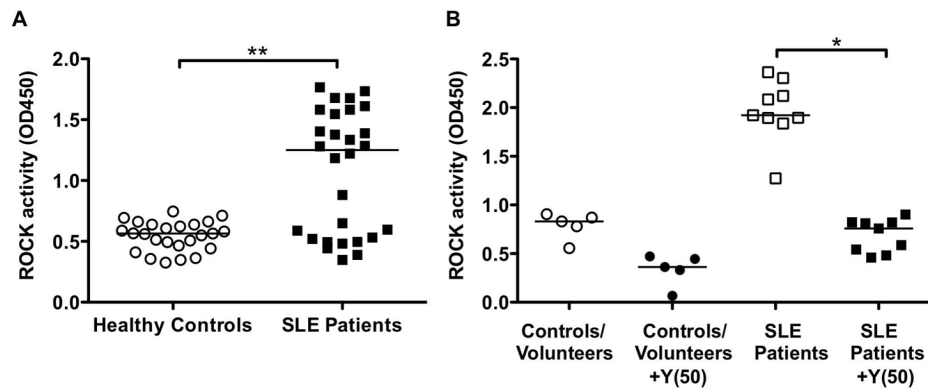 A
**
ROCK activity (OD450)
2.0
1.5
1.0
0.5
0.0
Healthy Controls
SLE Patients
B
*
ROCK activity (OD450)
2.5
2.0
1.5
1.0
0.5
0.0
Controls/
Volunteers
Controls/
Volunteers
+Y(50)
SLE
Patients
SLE
Patients
+Y(50)